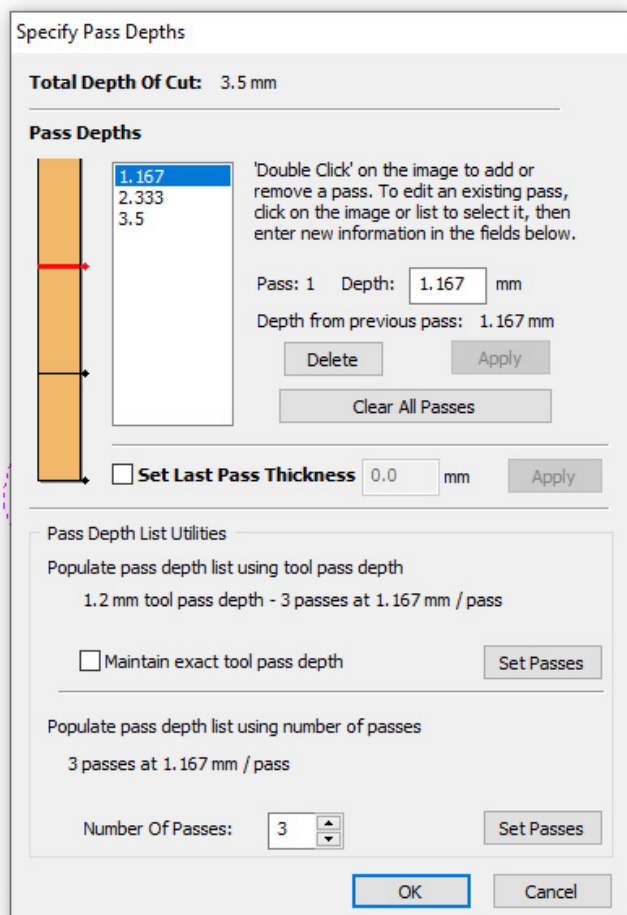 Specify Pass Depths
Total Depth Of Cut: 3.5 mm
Pass Depths
1.167
2.333
3.5
'Double Click' on the image to add or
remove a pass. To edit an existing pass,
click on the image or list to select it, then
enter new information in the fields below.
Pass: 1 Depth: 1.167 mm
Depth from previous pass: 1.167 mm
Delete Apply
Clear All Passes
Set Last Pass Thickness 0.0 mm Apply
Pass Depth List Utilities
Populate pass depth list using tool pass depth
1.2 mm tool pass depth - 3 passes at 1.167 mm / pass
Maintain exact tool pass depth Set Passes
Populate pass depth list using number of passes
3 passes at 1.167 mm / pass
Number Of Passes: 3 Set Passes
OK Cancel